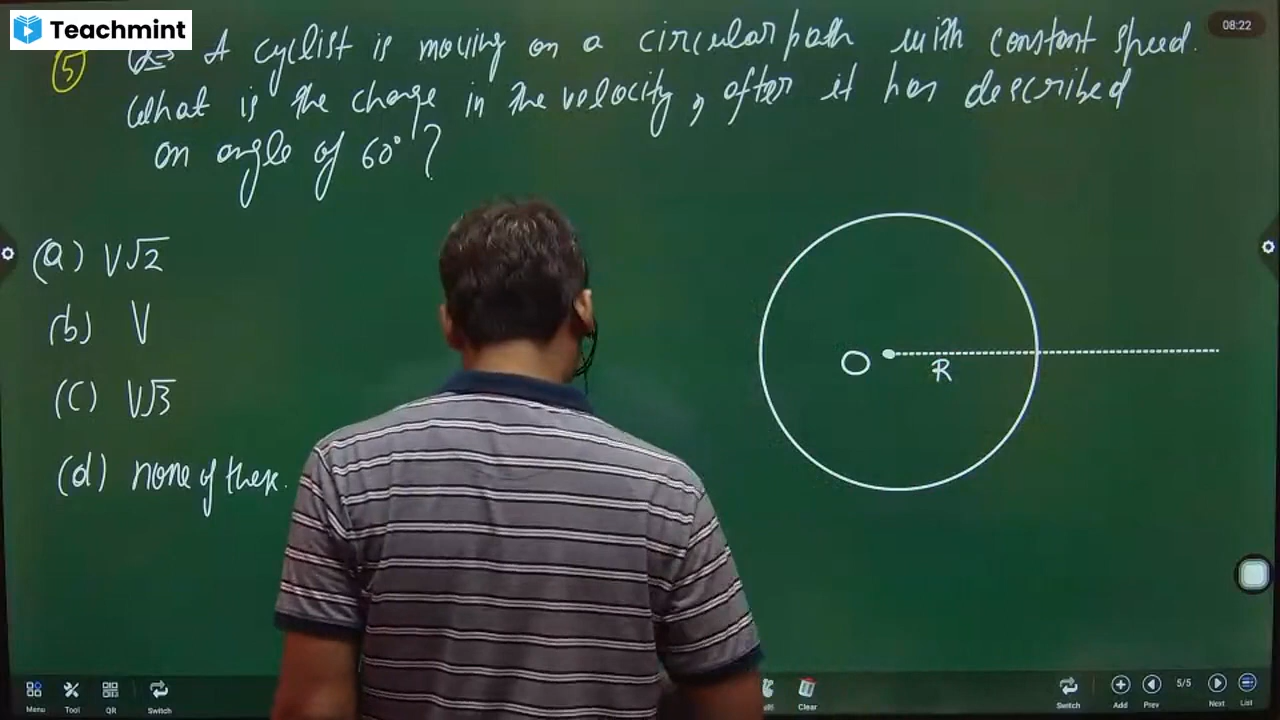 Teachmint
08:22
(5) Q⇒ A cyclist is moving on a circular path with constant speed.
What is the change in the velocity, after it has described
an angle of 60° ?
(a) V√2
(b) V
(c) V√3
(d) none of these.
O
R
Menu Tool QR Switch Clear Switch Add Prev 5/5 Next List